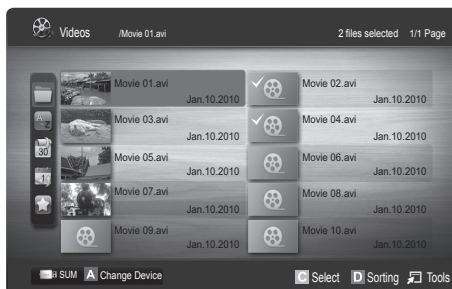 Videos /Movie 01.avi 2 files selected 1/1 Page
Movie 01.avi Movie 02.avi
Jan.10.2010 Jan.10.2010
Movie 03.avi Movie 04.avi
Jan.10.2010 Jan.10.2010
Movie 05.avi Movie 06.avi
Jan.10.2010 Jan.10.2010
Movie 07.avi Movie 08.avi
Jan.10.2010 Jan.10.2010
Movie 09.avi Movie 10.avi
Jan.10.2010 Jan.10.2010
A Z
30
SUM A Change Device C Select D Sorting Tools